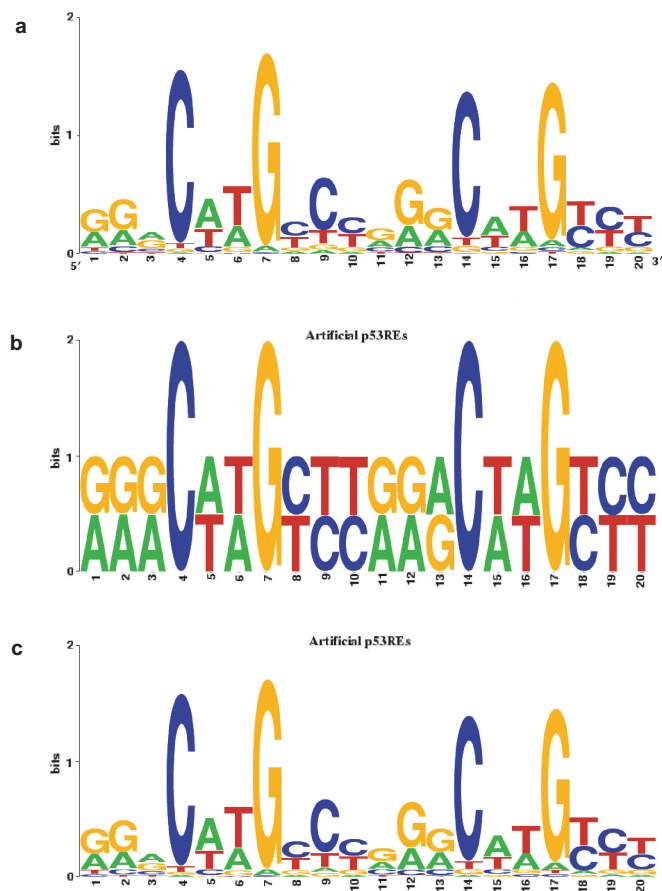 a
2
bits
1
G G A C A T G C C C G G G C A T G T C T
A A G T T A T T A A A T T A A C T C
0
5′ 1 2 3 4 5 6 7 8 9 10 11 12 13 14 15 16 17 18 19 20 3′
b
Artificial p53REs
2
bits
1
G G G C A T G C T T G G A C T A G T C C
A A A T A T C C A A G A T C T T
0
1 2 3 4 5 6 7 8 9 10 11 12 13 14 15 16 17 18 19 20
c
Artificial p53REs
2
bits
1
G G A C A T G C C C G G G C A T G T C T
A A G T T A T T T A A A T T A C T C
0
1 2 3 4 5 6 7 8 9 10 11 12 13 14 15 16 17 18 19 20